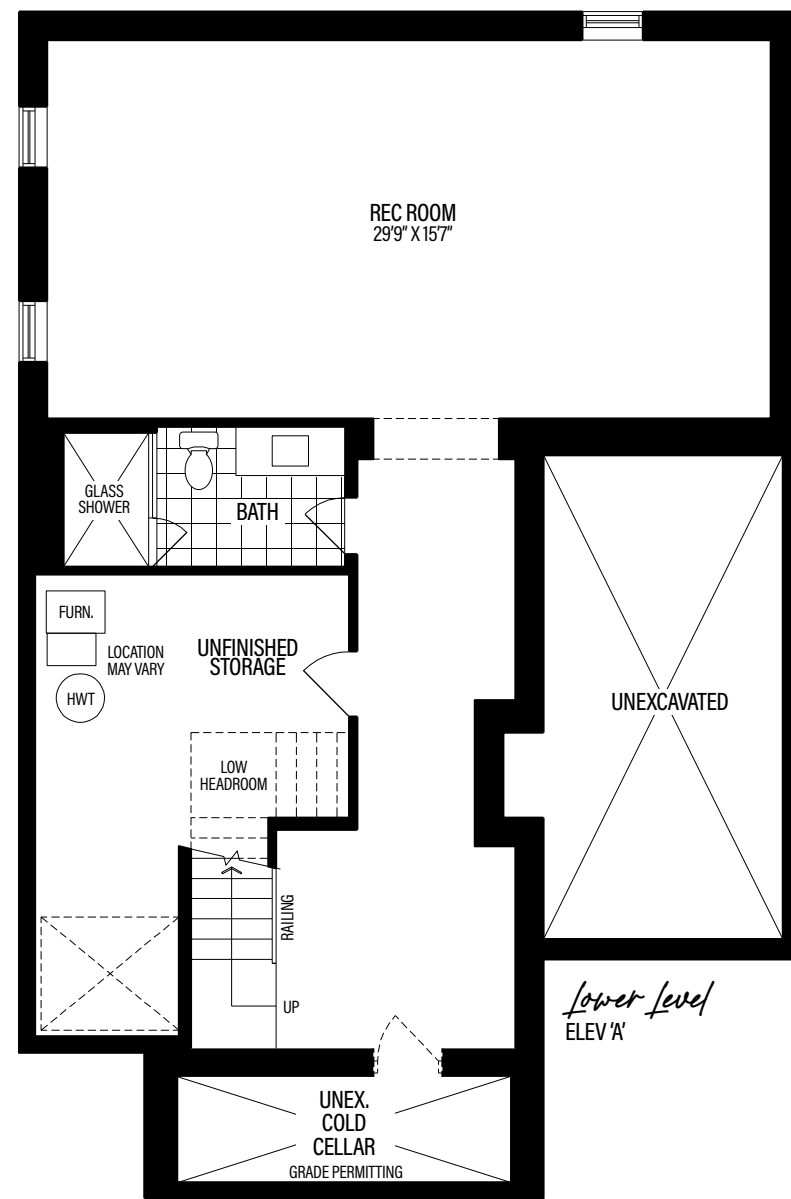 REC ROOM
29'9" X 15'7"
GLASS
SHOWER
BATH
FURN.
LOCATION
MAY VARY
HWT
UNFINISHED
STORAGE
LOW
HEADROOM
UNEXCAVATED
RAILING
UP
Lower Level
ELEV 'A'
UNEX.
COLD
CELLAR
GRADE PERMITTING